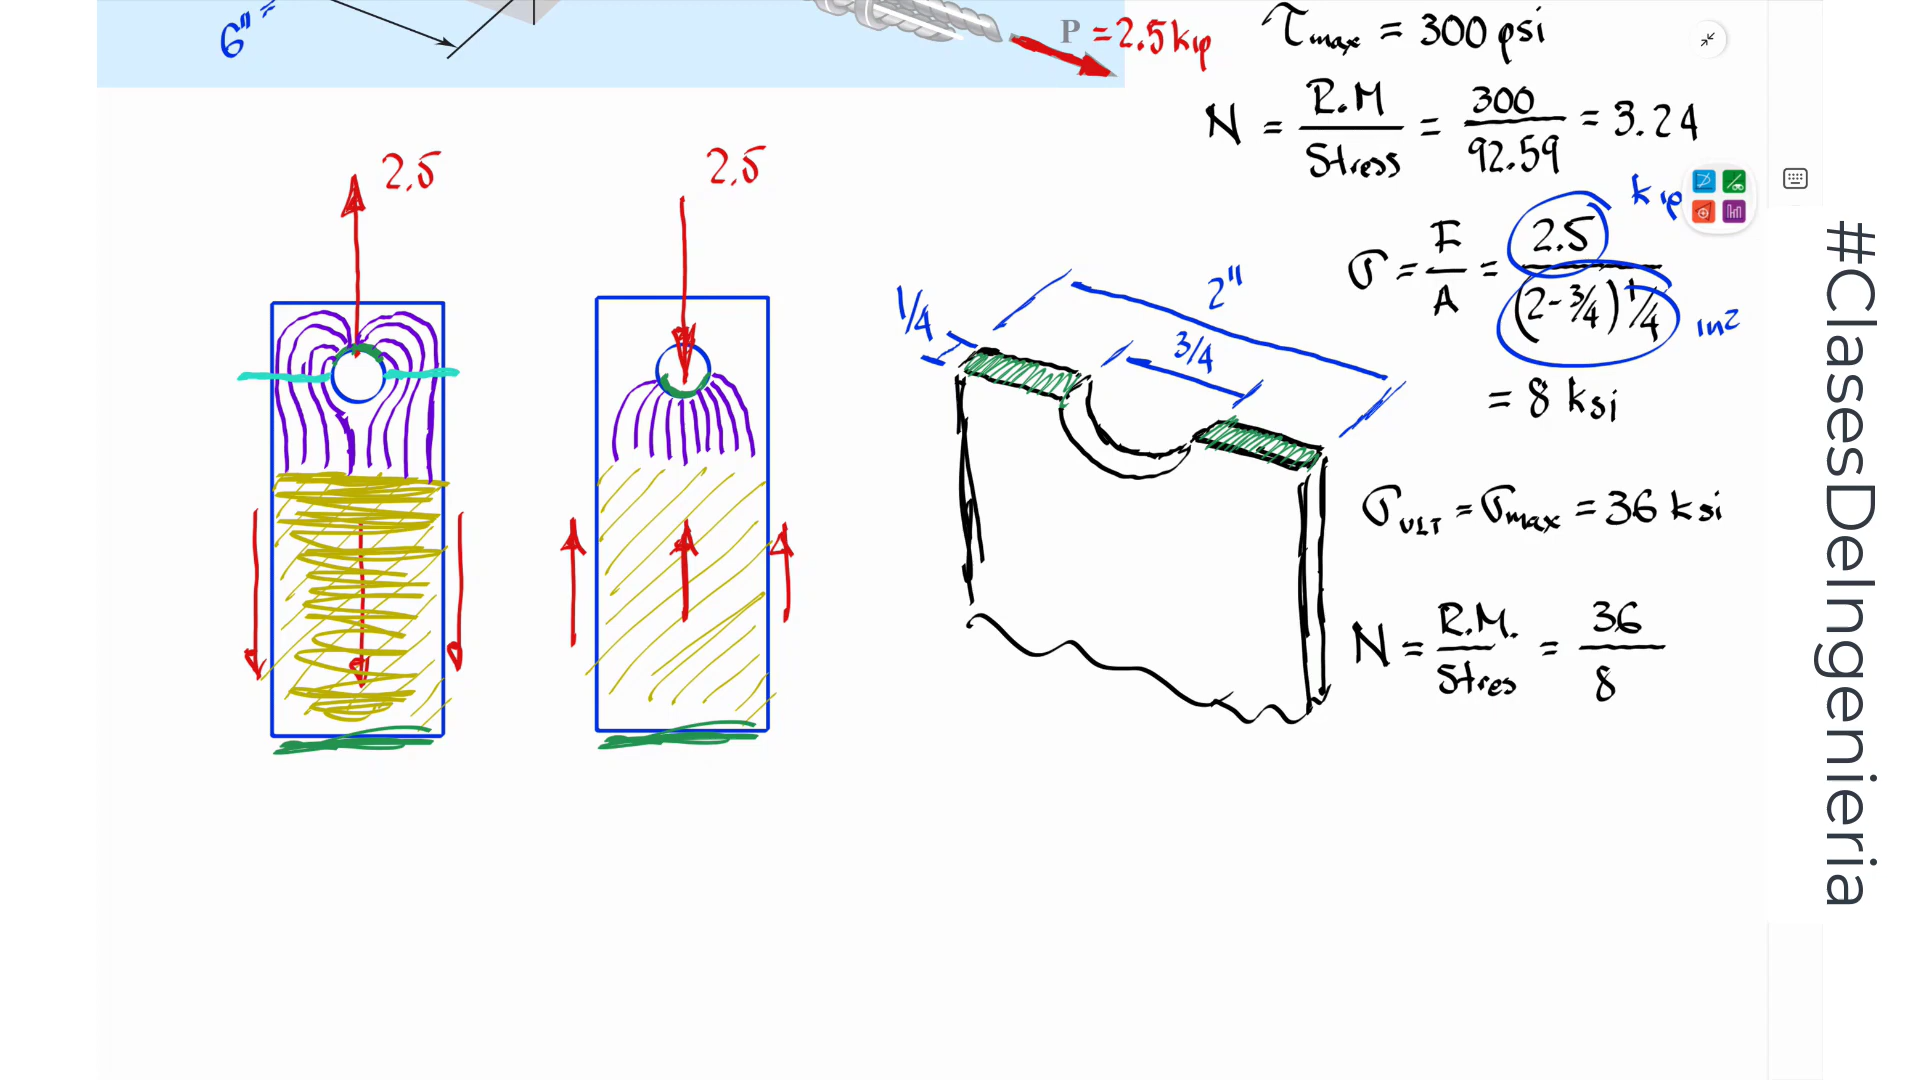 6" =
P = 2.5 kip
τmax = 300 psi
N = R.M / Stress = 300 / 92.59 = 3.24
2.5
2.5
kip
σ = F / A = 2.5 / (2 - 3/4) 1/4 in2
= 8 ksi
1/4
2"
3/4
σULT = σmax = 36 ksi
N = R.M. / Stres = 36 / 8
#ClasesDeIngenieria